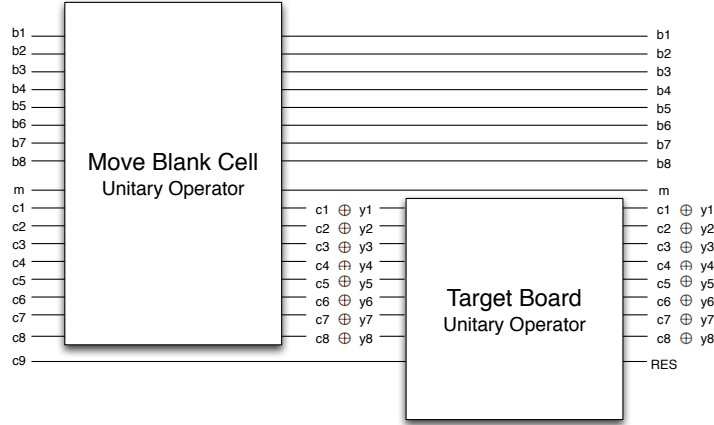 b1 b1
b2 b2
b3 b3
b4 b4
b5 b5
b6 b6
b7 b7
b8 b8
Move Blank Cell
Unitary Operator
m m
c1 c1 ⊕ y1 c1 ⊕ y1
c2 c2 ⊕ y2 c2 ⊕ y2
c3 c3 ⊕ y3 c3 ⊕ y3
c4 c4 ⊕ y4 c4 ⊕ y4
c5 c5 ⊕ y5 c5 ⊕ y5
c6 c6 ⊕ y6 c6 ⊕ y6
c7 c7 ⊕ y7 c7 ⊕ y7
c8 c8 ⊕ y8 c8 ⊕ y8
Target Board
Unitary Operator
c9 RES